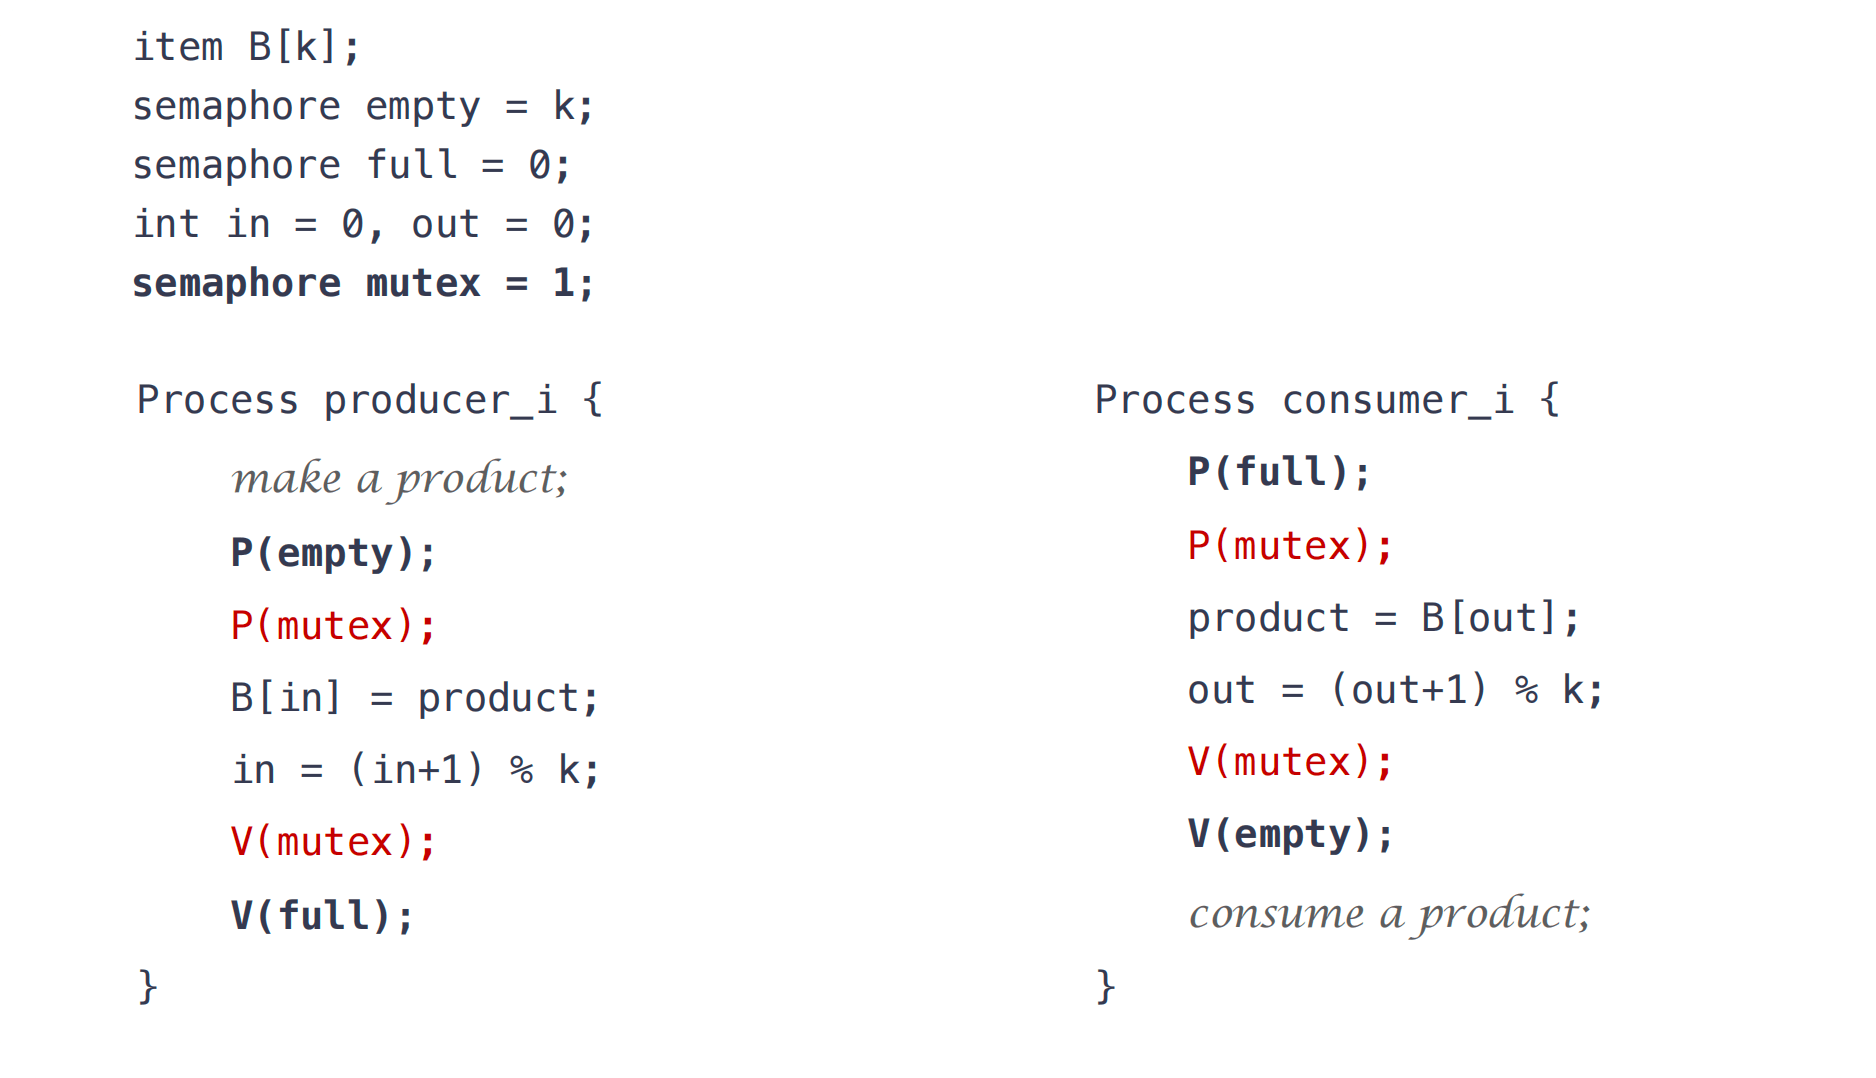 item B[k];
semaphore empty = k;
semaphore full = 0;
int in = 0, out = 0;
semaphore mutex = 1;
Process producer_i {
make a product;
P(empty);
P(mutex);
B[in] = product;
in = (in+1) % k;
V(mutex);
V(full);
}
Process consumer_i {
P(full);
P(mutex);
product = B[out];
out = (out+1) % k;
V(mutex);
V(empty);
consume a product;
}